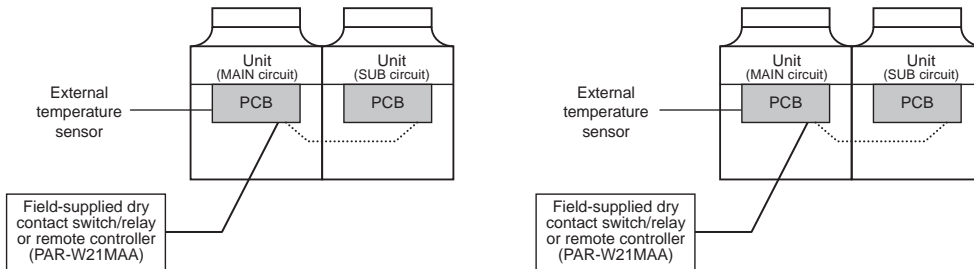 Unit
(MAIN circuit)
Unit
(SUB circuit)
PCB
PCB
External
temperature
sensor
Field-supplied dry
contact switch/relay
or remote controller
(PAR-W21MAA)
Unit
(MAIN circuit)
Unit
(SUB circuit)
PCB
PCB
External
temperature
sensor
Field-supplied dry
contact switch/relay
or remote controller
(PAR-W21MAA)